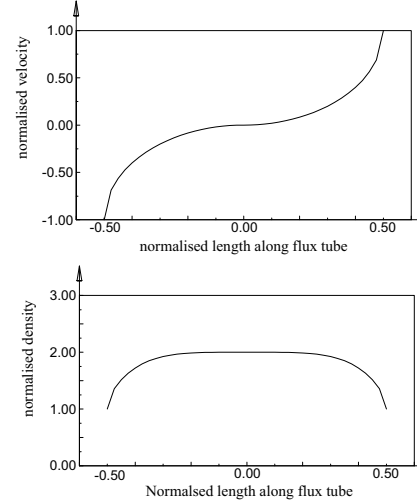 1.00
0.50
0.00
-0.50
-1.00
normalised velocity
-0.50 0.00 0.50
normalised length along flux tube
3.00
2.00
1.00
0.00
normalised density
-0.50 0.00 0.50
Normalsed length along flux tube